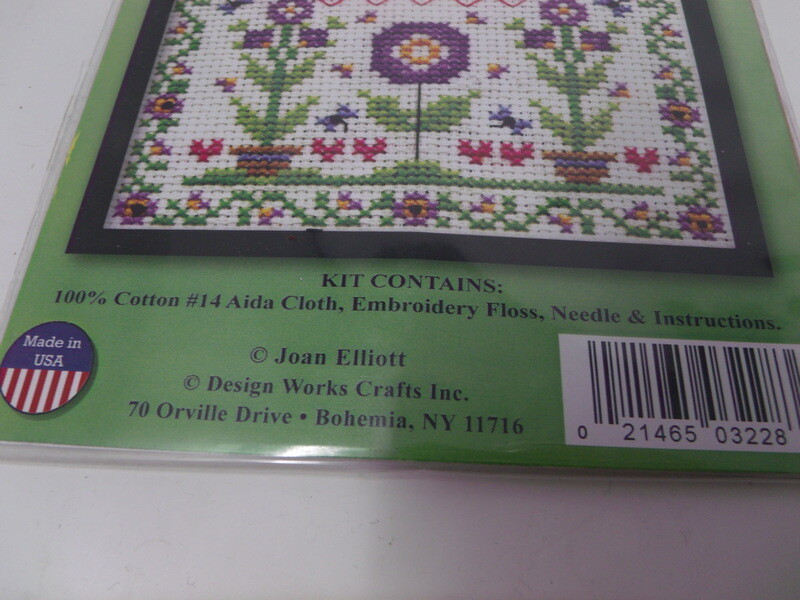 KIT CONTAINS:
100% Cotton #14 Aida Cloth, Embroidery Floss, Needle & Instructions.
Made in
USA
© Joan Elliott
© Design Works Crafts Inc.
70 Orville Drive • Bohemia, NY 11716
0 21465 03228